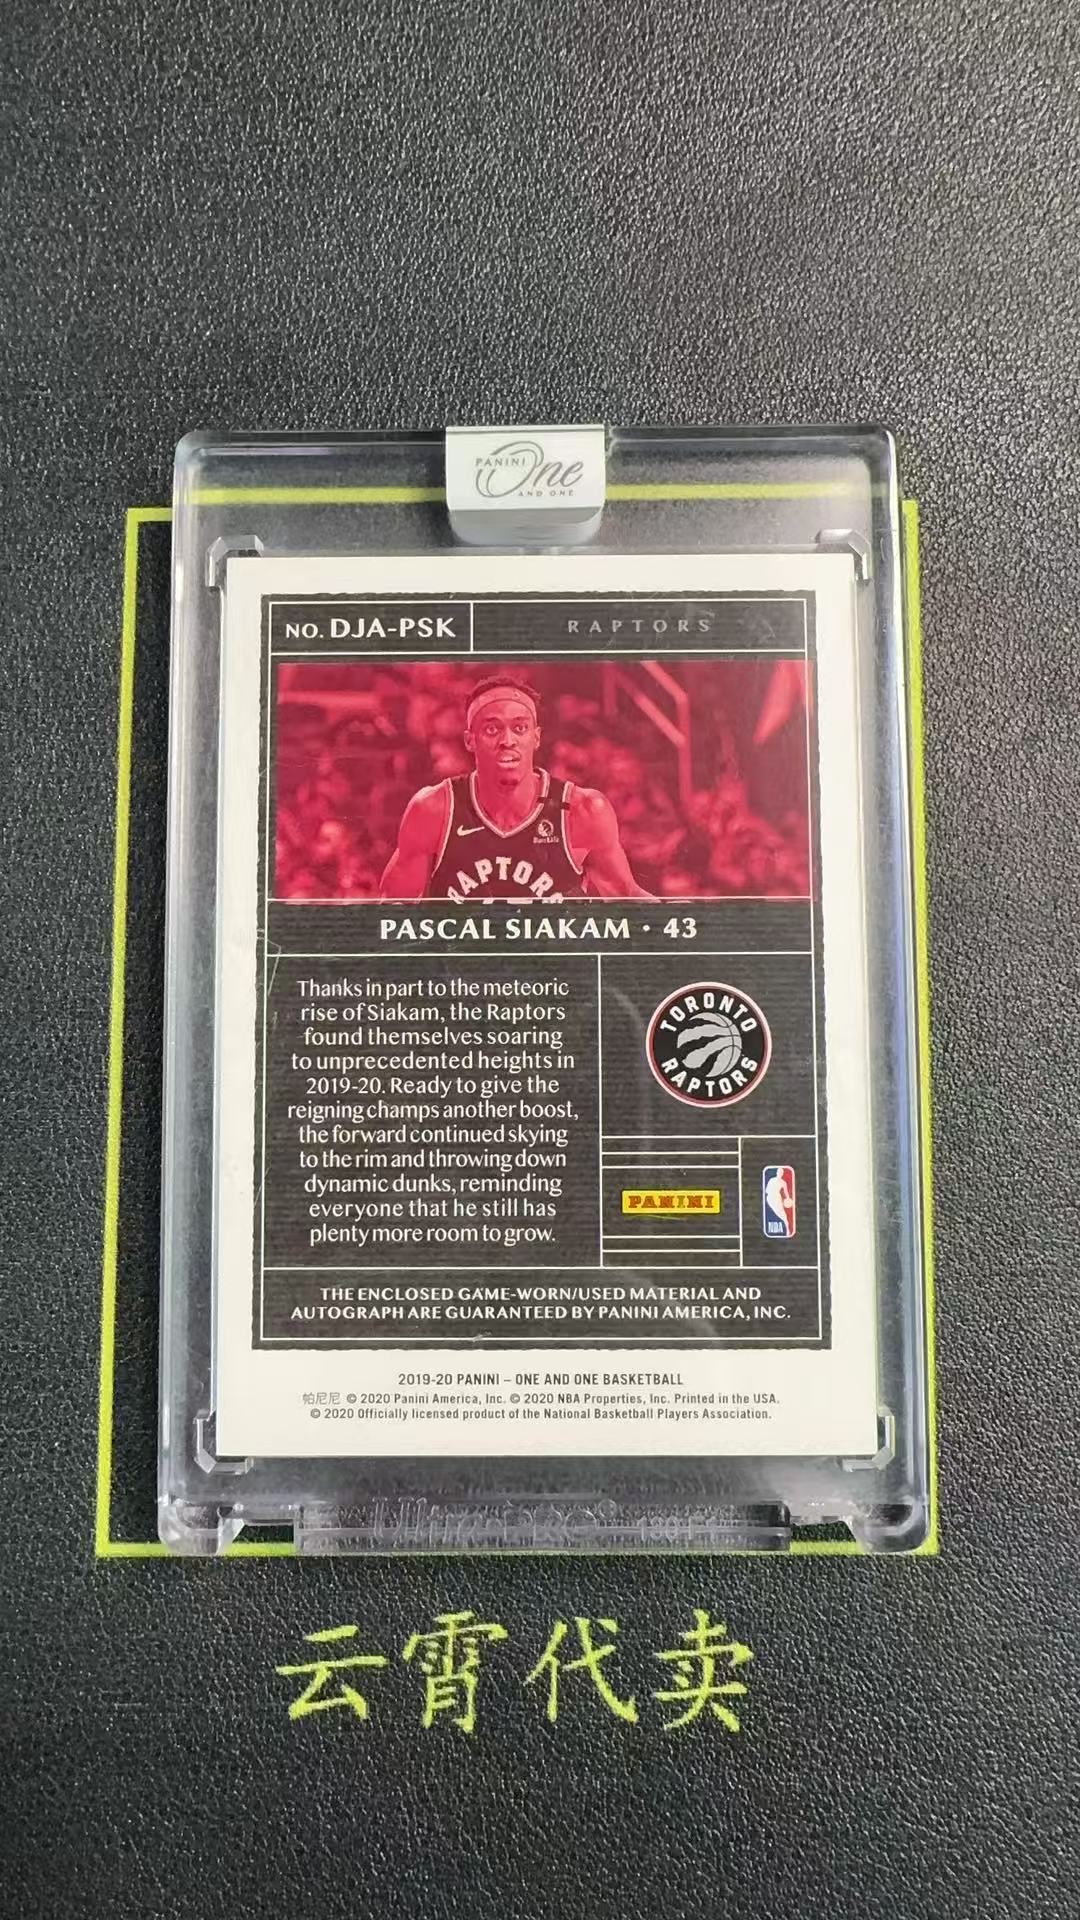 PANINI One
AND ONE
NO. DJA-PSK
RAPTORS
RAPTORS
PASCAL SIAKAM · 43
Thanks in part to the meteoric
rise of Siakam, the Raptors
found themselves soaring
to unprecedented heights in
2019-20. Ready to give the
reigning champs another boost,
the forward continued skying
to the rim and throwing down
dynamic dunks, reminding
everyone that he still has
plenty more room to grow.
TORONTO
RAPTORS
PANINI
NBA
THE ENCLOSED GAME-WORN/USED MATERIAL AND
AUTOGRAPH ARE GUARANTEED BY PANINI AMERICA, INC.
2019-20 PANINI – ONE AND ONE BASKETBALL
帕尼尼 © 2020 Panini America, Inc. © 2020 NBA Properties, Inc. Printed in the USA.
© 2020 Officially licensed product of the National Basketball Players Association.
云霄代卖